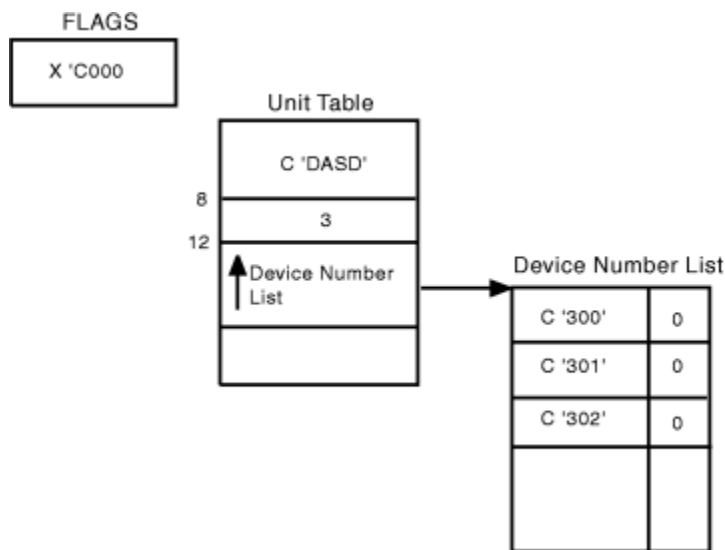 FLAGS
X 'C000
Unit Table
C 'DASD'
8
3
12
Device Number
List
Device Number List
C '300' 0
C '301' 0
C '302' 0